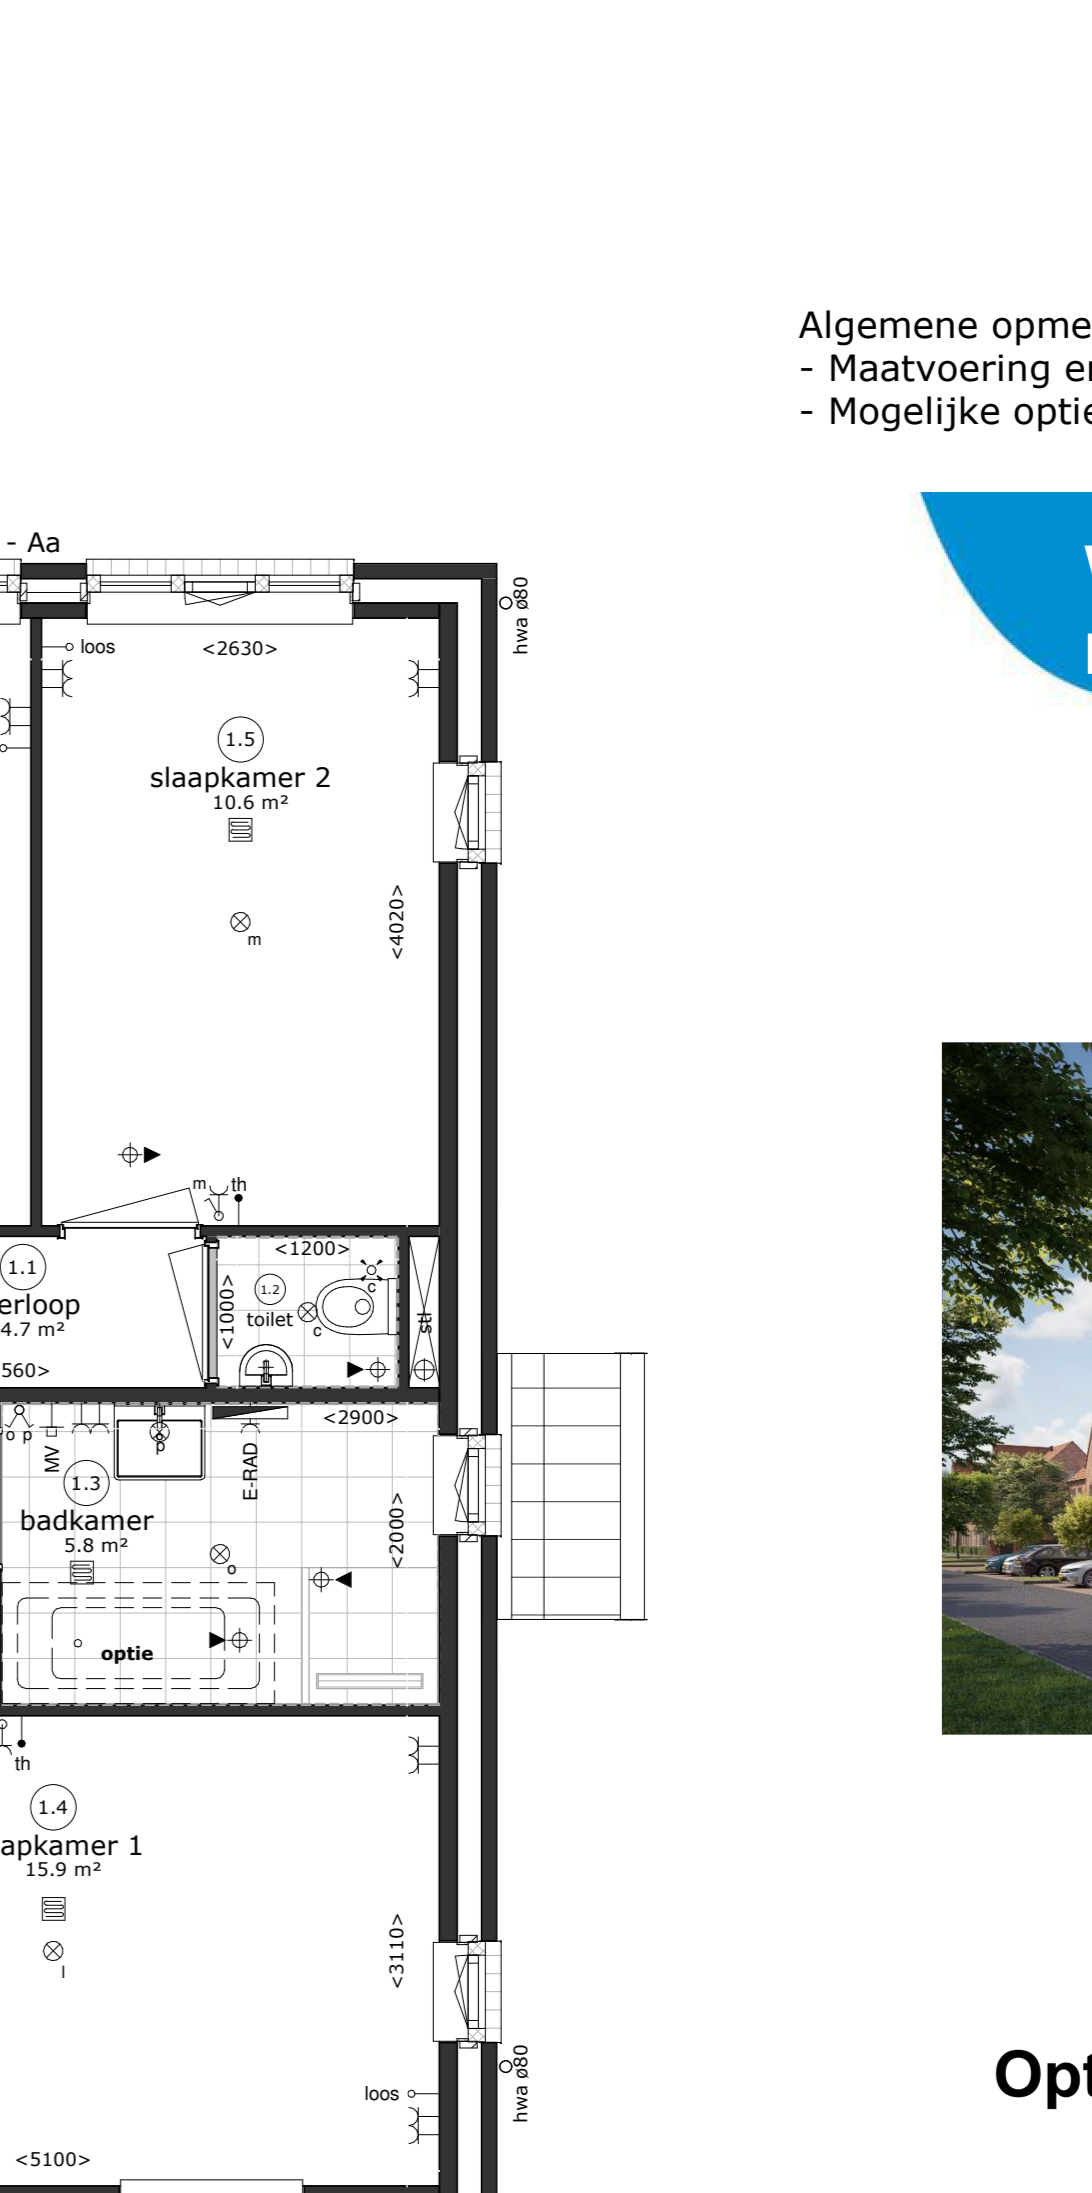 Algemene opme
- Maatvoering e
- Mogelijke optie
- Aa
hwa ø80
loos
<2630>
1.5
slaapkamer 2
10.6 m²
<4020>
m
m
th
1.1
erloop
4.7 m²
560>
<1200>
<1000>
1.2
toilet
c
c
stl
o p
MV
p
E-RAD
<2900>
1.3
badkamer
5.8 m²
<2000>
o
optie
th
1.4
apkamer 1
15.9 m²
l
<3110>
hwa ø80
loos
<5100>
Opt